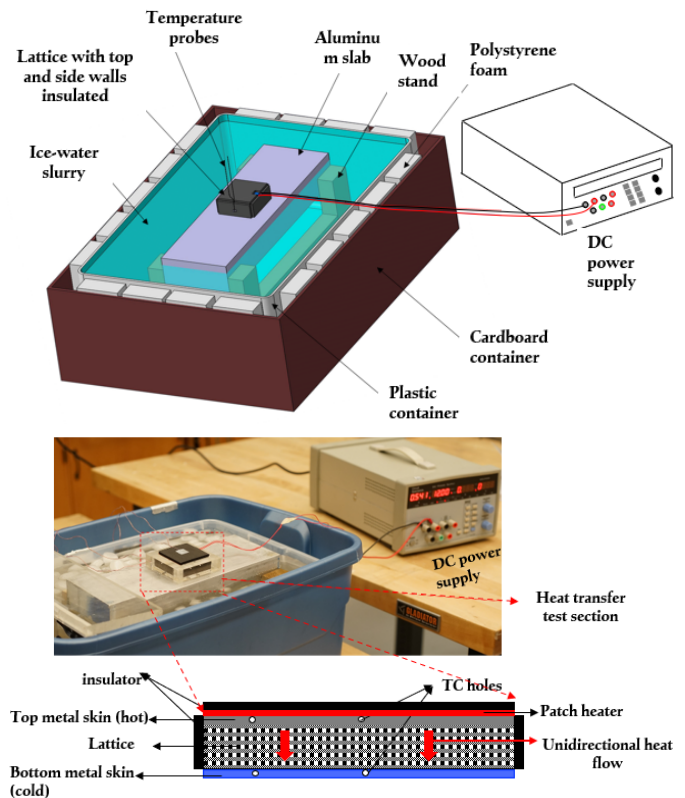 Temperature
probes
Lattice with top
and side walls
insulated
Aluminu
m slab
Wood
stand
Polystyrene
foam
Ice-water
slurry
DC
power
supply
Cardboard
container
Plastic
container
DC power
supply
GLADIATOR
Heat transfer
test section
insulator
TC holes
Top metal skin (hot)
Patch heater
Lattice
Unidirectional heat
flow
Bottom metal skin
(cold)